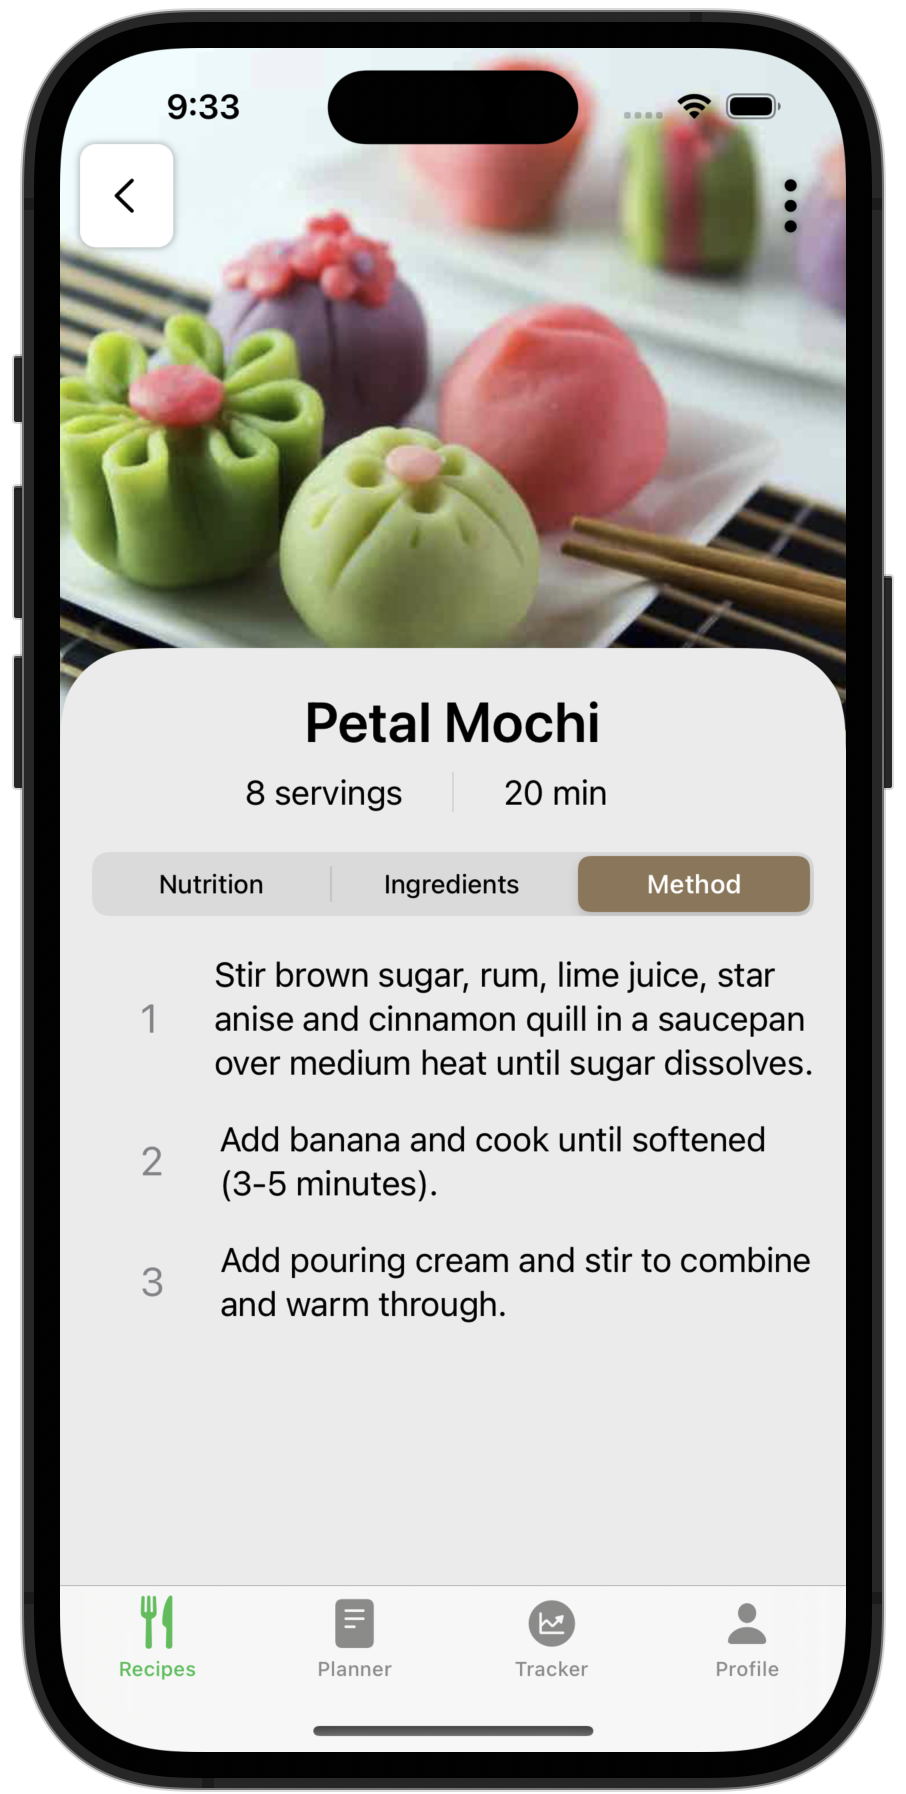 9:33
Petal Mochi
8 servings
20 min
Nutrition
Ingredients
Method
1
Stir brown sugar, rum, lime juice, star
anise and cinnamon quill in a saucepan
over medium heat until sugar dissolves.
2
Add banana and cook until softened
(3-5 minutes).
3
Add pouring cream and stir to combine
and warm through.
Recipes
Planner
Tracker
Profile